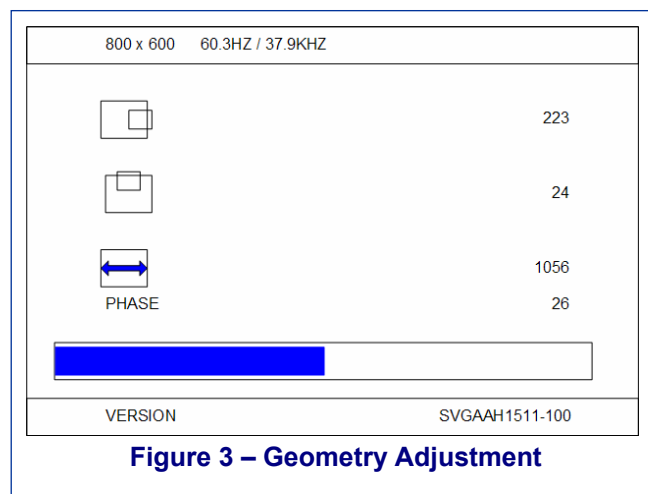 800 x 600 60.3HZ / 37.9KHZ
223
24
1056
PHASE 26
VERSION SVGAAH1511-100
Figure 3 – Geometry Adjustment